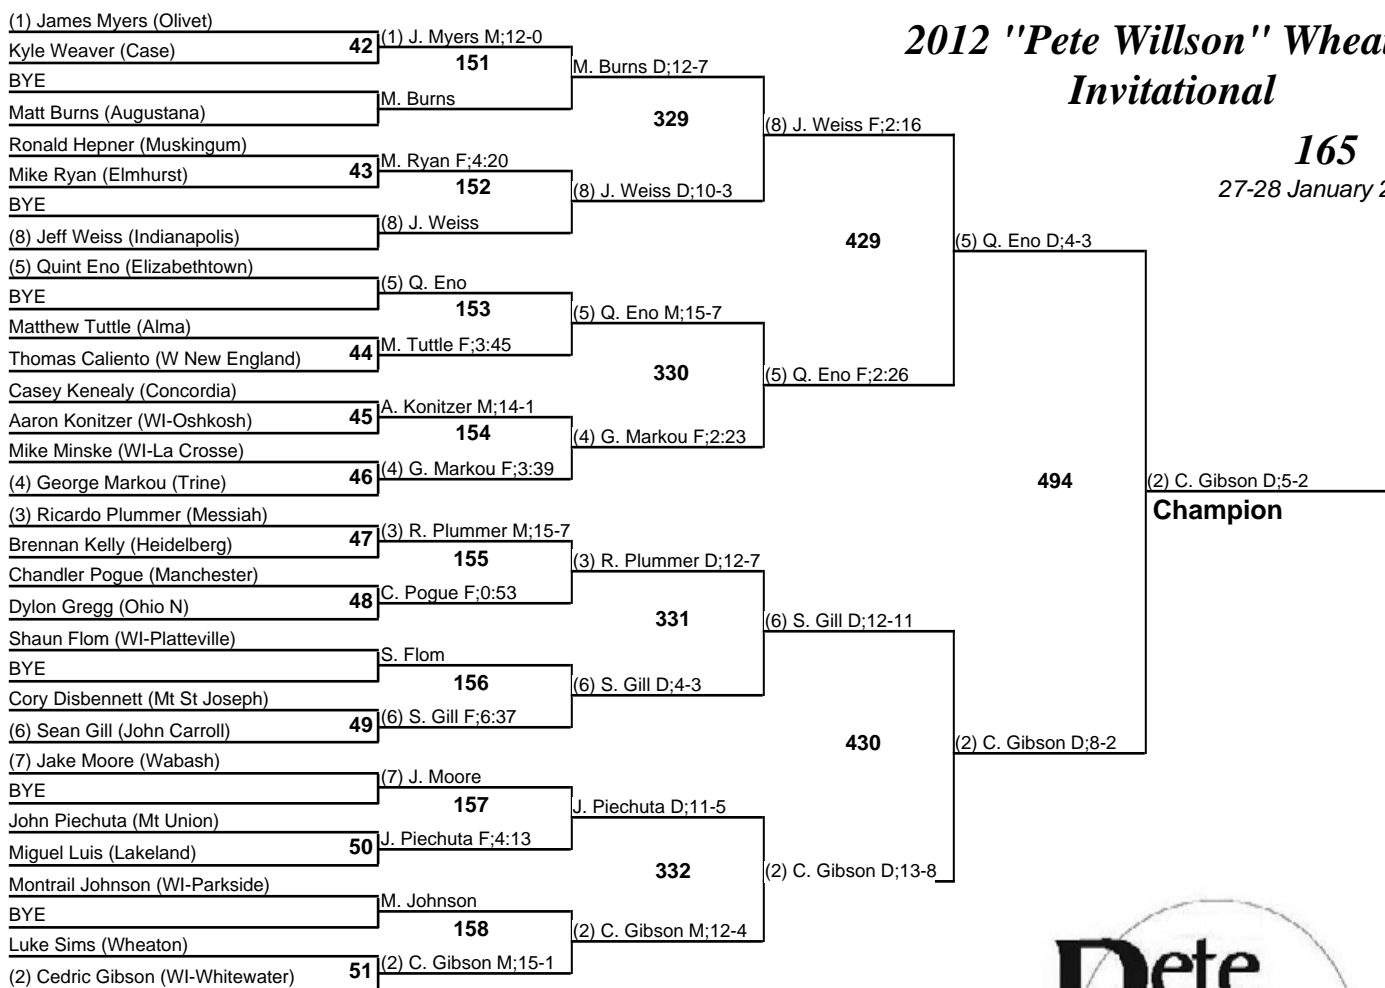 (1) James Myers (Olivet)
Kyle Weaver (Case)
BYE
Matt Burns (Augustana)
Ronald Hepner (Muskingum)
Mike Ryan (Elmhurst)
BYE
(8) Jeff Weiss (Indianapolis)
(5) Quint Eno (Elizabethtown)
BYE
Matthew Tuttle (Alma)
Thomas Caliento (W New England)
Casey Kenealy (Concordia)
Aaron Konitzer (WI-Oshkosh)
Mike Minske (WI-La Crosse)
(4) George Markou (Trine)
(3) Ricardo Plummer (Messiah)
Brennan Kelly (Heidelberg)
Chandler Pogue (Manchester)
Dylon Gregg (Ohio N)
Shaun Flom (WI-Platteville)
BYE
Cory Disbennett (Mt St Joseph)
(6) Sean Gill (John Carroll)
(7) Jake Moore (Wabash)
BYE
John Piechuta (Mt Union)
Miguel Luis (Lakeland)
Montrail Johnson (WI-Parkside)
BYE
Luke Sims (Wheaton)
(2) Cedric Gibson (WI-Whitewater)
42
43
44
45
46
47
48
49
50
51
(1) J. Myers M;12-0
151
M. Burns
M. Ryan F;4:20
152
(8) J. Weiss
(5) Q. Eno
153
M. Tuttle F;3:45
A. Konitzer M;14-1
154
(4) G. Markou F;3:39
(3) R. Plummer M;15-7
155
C. Pogue F;0:53
S. Flom
156
(6) S. Gill F;6:37
(7) J. Moore
157
J. Piechuta F;4:13
M. Johnson
158
(2) C. Gibson M;15-1
M. Burns D;12-7
329
(8) J. Weiss D;10-3
(5) Q. Eno M;15-7
330
(4) G. Markou F;2:23
(3) R. Plummer D;12-7
331
(6) S. Gill D;4-3
J. Piechuta D;11-5
332
(2) C. Gibson M;12-4
(8) J. Weiss F;2:16
429
(5) Q. Eno F;2:26
(6) S. Gill D;12-11
430
(2) C. Gibson D;13-8
(5) Q. Eno D;4-3
494
(2) C. Gibson D;8-2
(2) C. Gibson D;5-2
Champion
2012 "Pete Willson" Whea
Invitational
165
27-28 January 2
Pete